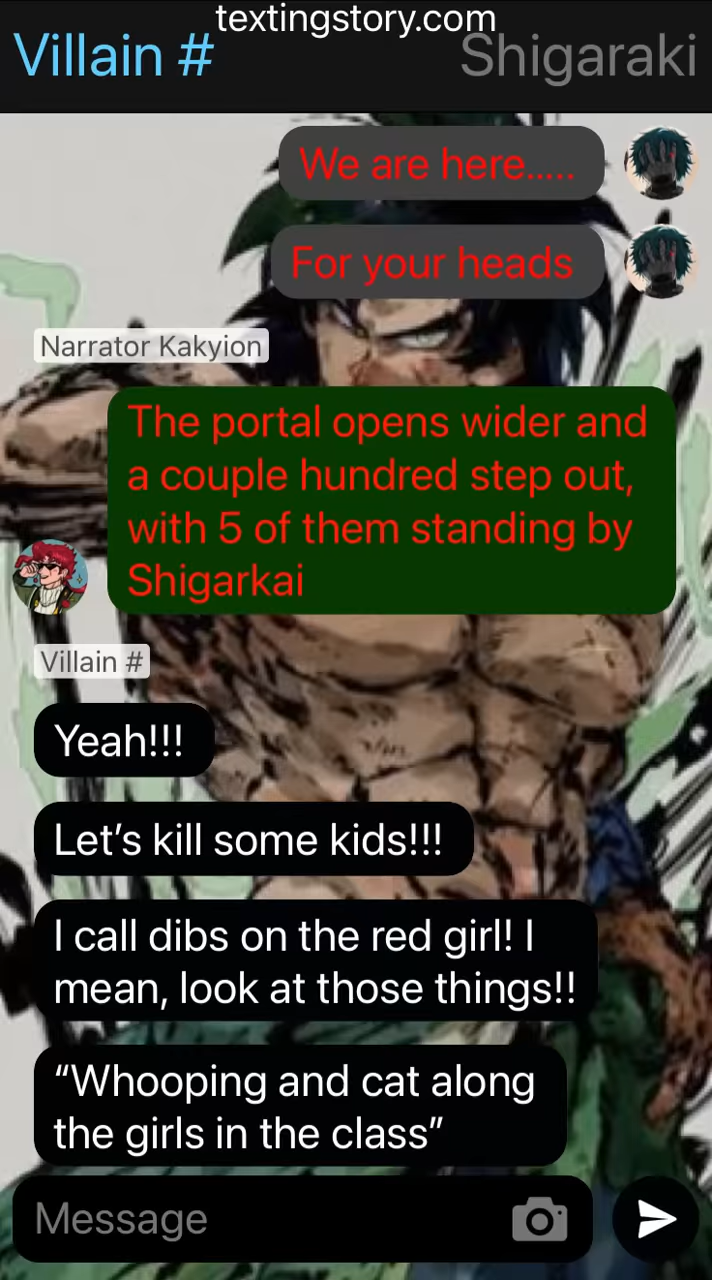 textingstory.com
Villain #
Shigaraki
We are here.....
For your heads
Narrator Kakyion
The portal opens wider and
a couple hundred step out,
with 5 of them standing by
Shigarkai
Villain #
Yeah!!!
Let’s kill some kids!!!
I call dibs on the red girl! I
mean, look at those things!!
“Whooping and cat along
the girls in the class”
Message